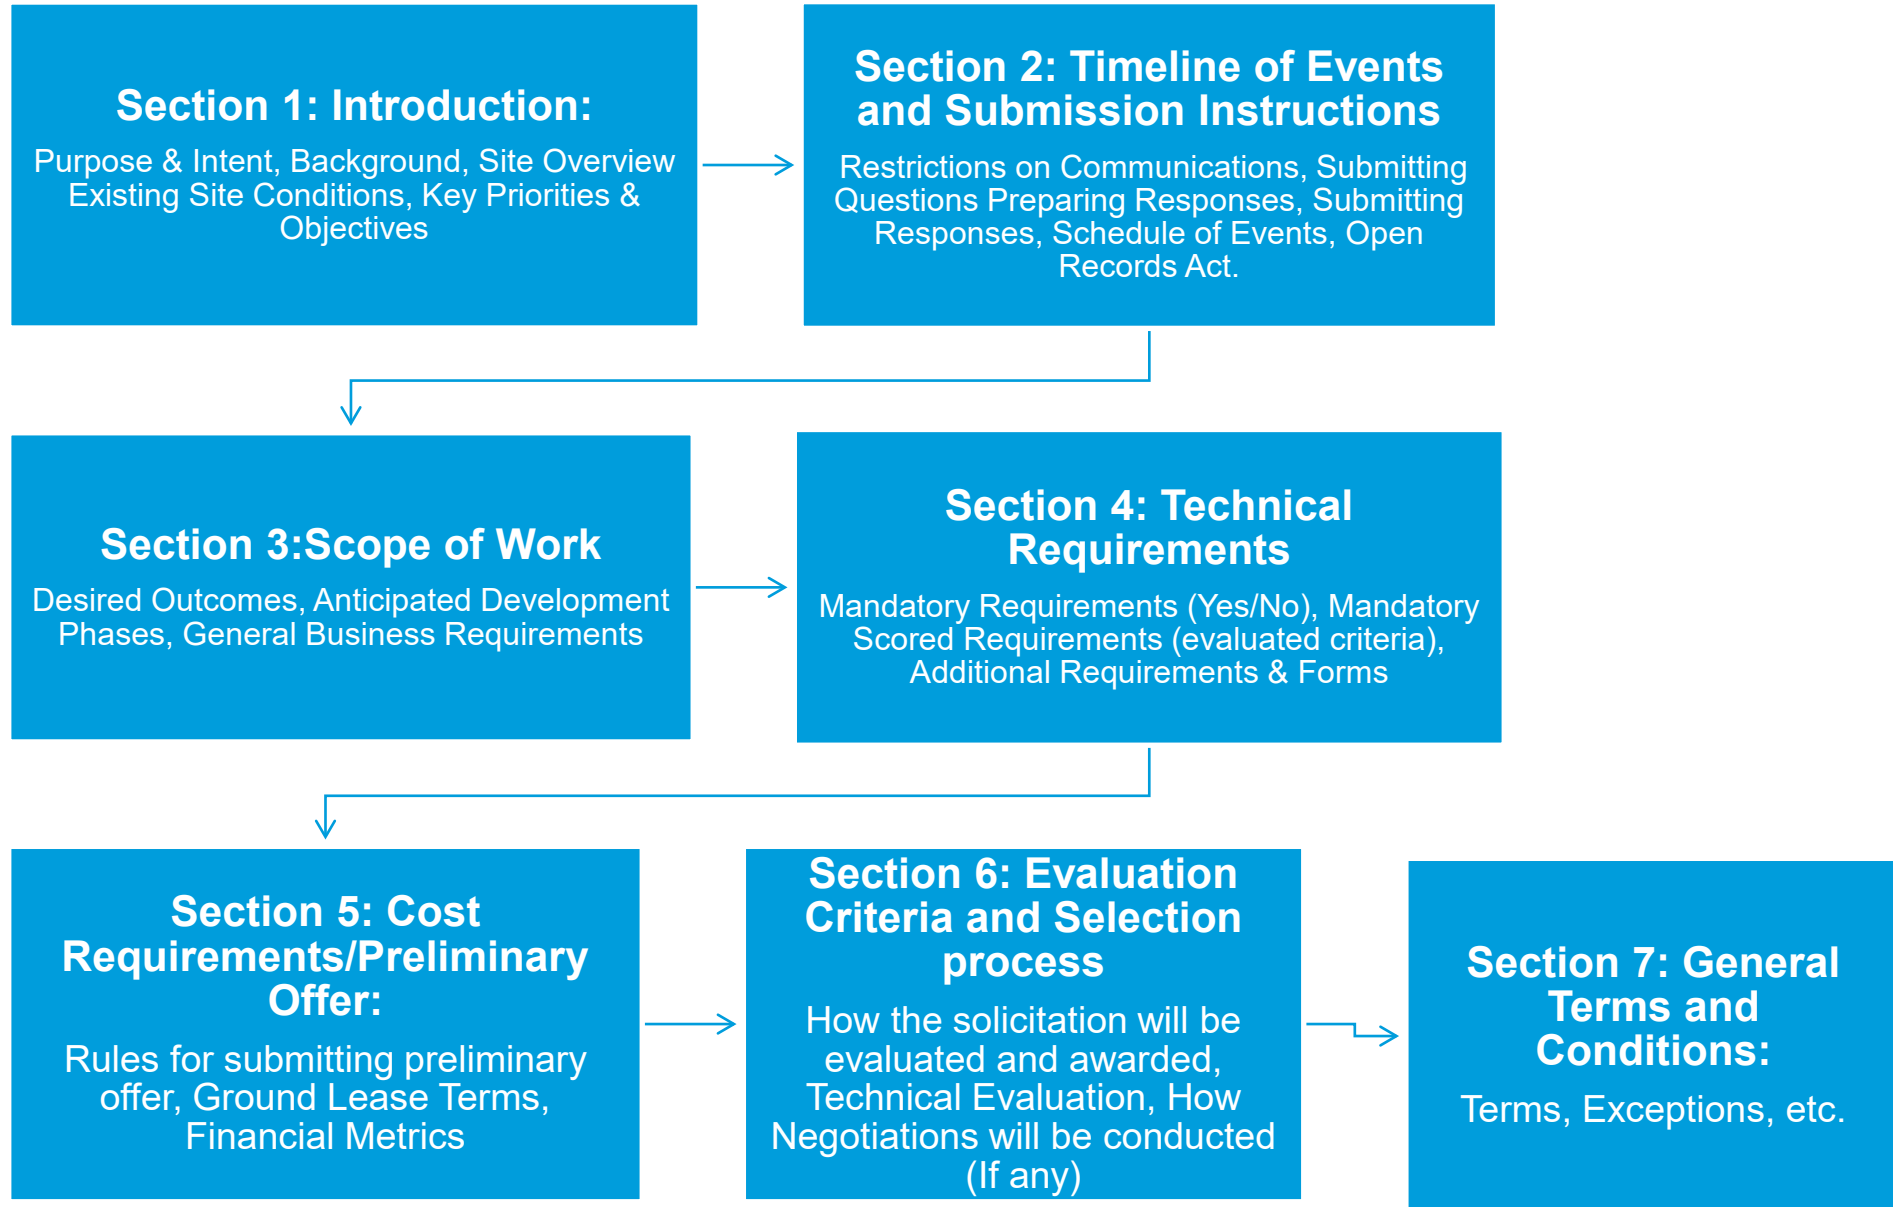 Section 1: Introduction:
Purpose & Intent, Background, Site Overview
Existing Site Conditions, Key Priorities &
Objectives
Section 2: Timeline of Events
and Submission Instructions
Restrictions on Communications, Submitting
Questions Preparing Responses, Submitting
Responses, Schedule of Events, Open
Records Act.
Section 3:Scope of Work
Desired Outcomes, Anticipated Development
Phases, General Business Requirements
Section 4: Technical
Requirements
Mandatory Requirements (Yes/No), Mandatory
Scored Requirements (evaluated criteria),
Additional Requirements & Forms
Section 5: Cost
Requirements/Preliminary
Offer:
Rules for submitting preliminary
offer, Ground Lease Terms,
Financial Metrics
Section 6: Evaluation
Criteria and Selection
process
How the solicitation will be
evaluated and awarded,
Technical Evaluation, How
Negotiations will be conducted
(If any)
Section 7: General
Terms and
Conditions:
Terms, Exceptions, etc.